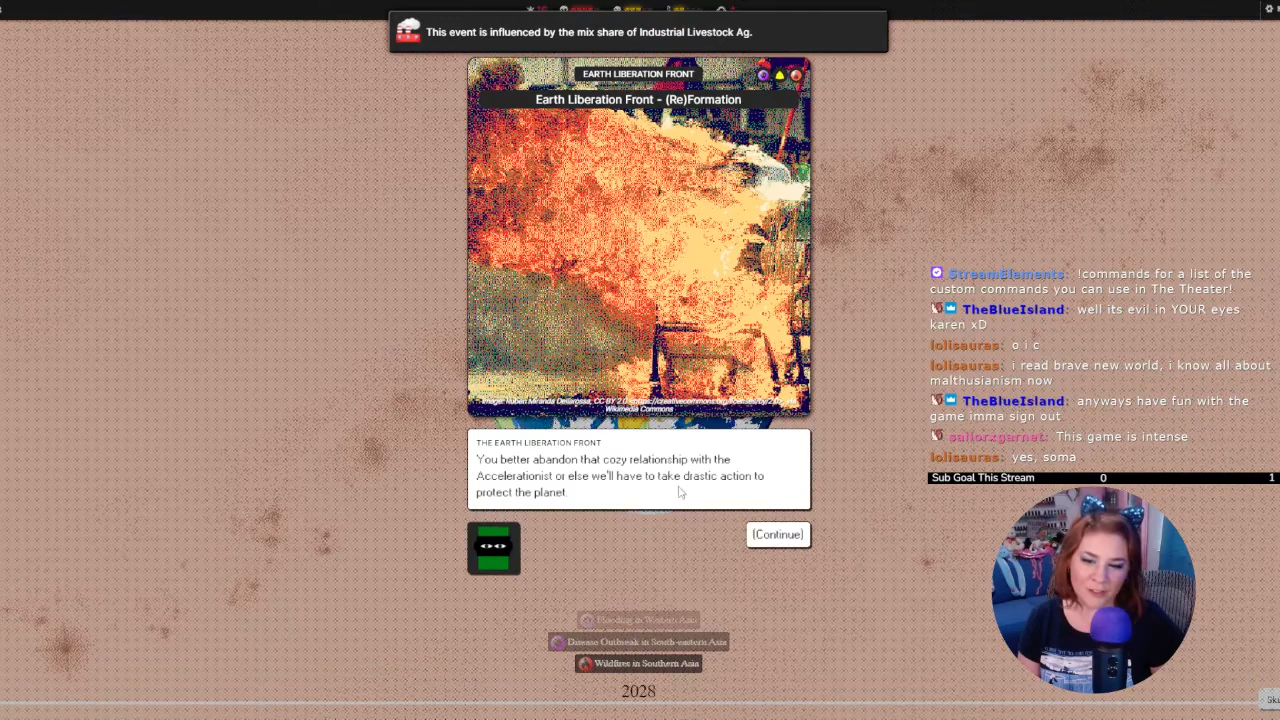 This event is influenced by the mix share of Industrial Livestock Ag.
EARTH LIBERATION FRONT
Earth Liberation Front - (Re)Formation
Wikimedia Commons
THE EARTH LIBERATION FRONT
You better abandon that cozy relationship with the
Accelerationist or else we'll have to take drastic action to
protect the planet.
(Continue)
Flooding in Western Asia
Disease Outbreak in South-eastern Asia
Wildfires in Southern Asia
2028
StreamElements: !commands for a list of the
custom commands you can use in The Theater!
TheBlueIsland: well its evil in YOUR eyes
karen xD
lolisauras: o i c
lolisauras: i read brave new world, i know all about
malthusianism now
TheBlueIsland: anyways have fun with the
game imma sign out
sailorxgarnet: This game is intense
lolisauras: yes, soma
Sub Goal This Stream 0 1